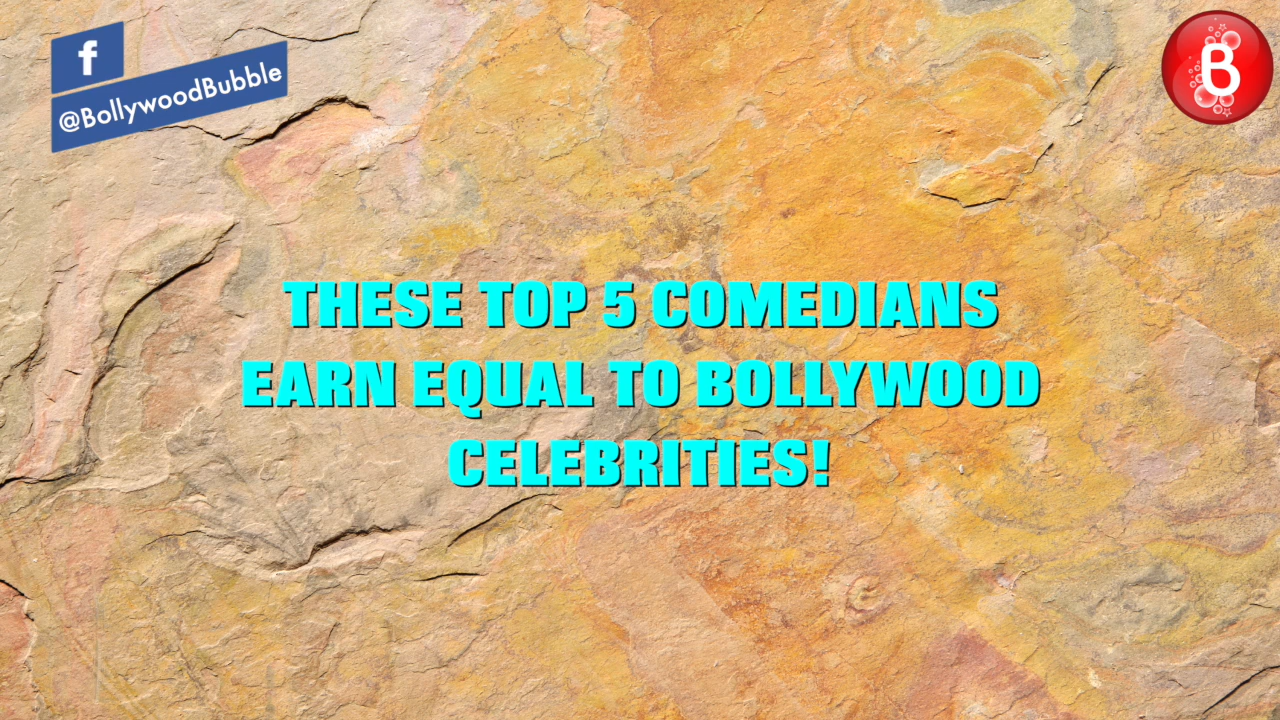 f
@BollywoodBubble
B
THESE TOP 5 COMEDIANS
EARN EQUAL TO BOLLYWOOD
CELEBRITIES!